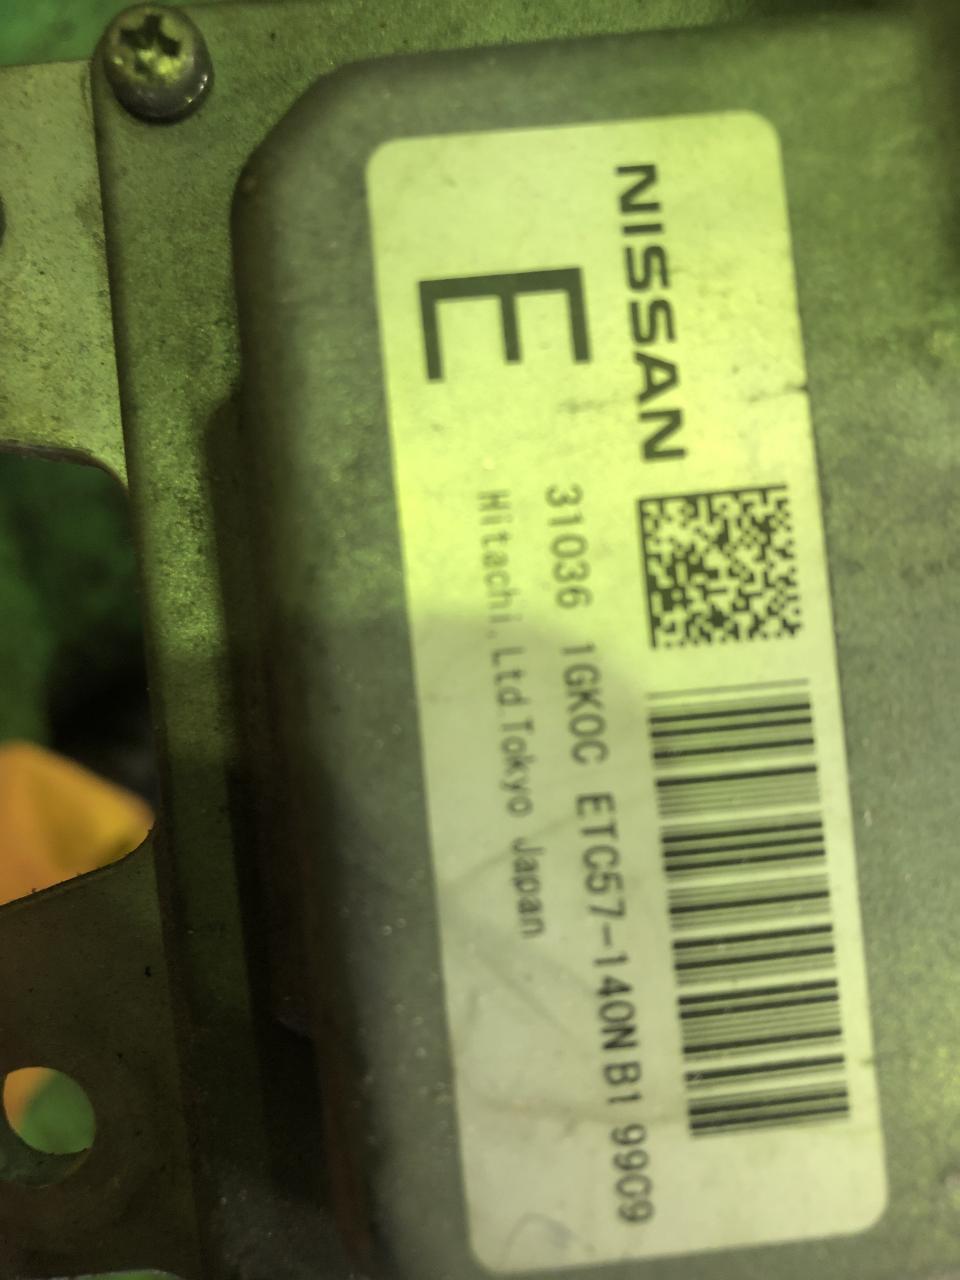 NISSAN
E
31036 1GK0C ETC57-140N B1 9909
Hitachi,Ltd.Tokyo Japan